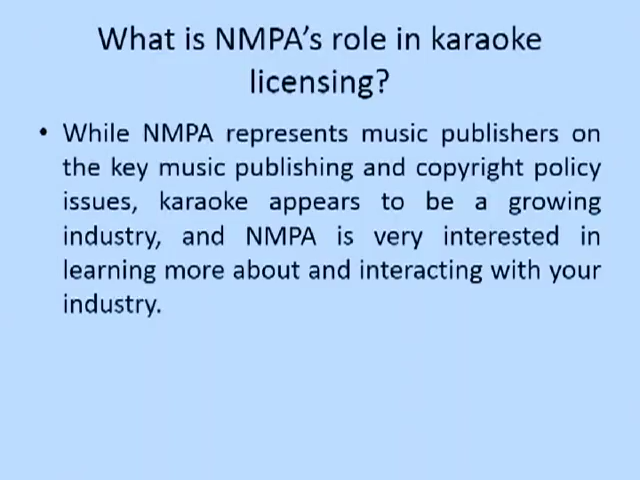 What is NMPA's role in karaoke
licensing?
• While NMPA represents music publishers on
the key music publishing and copyright policy
issues, karaoke appears to be a growing
industry, and NMPA is very interested in
learning more about and interacting with your
industry.